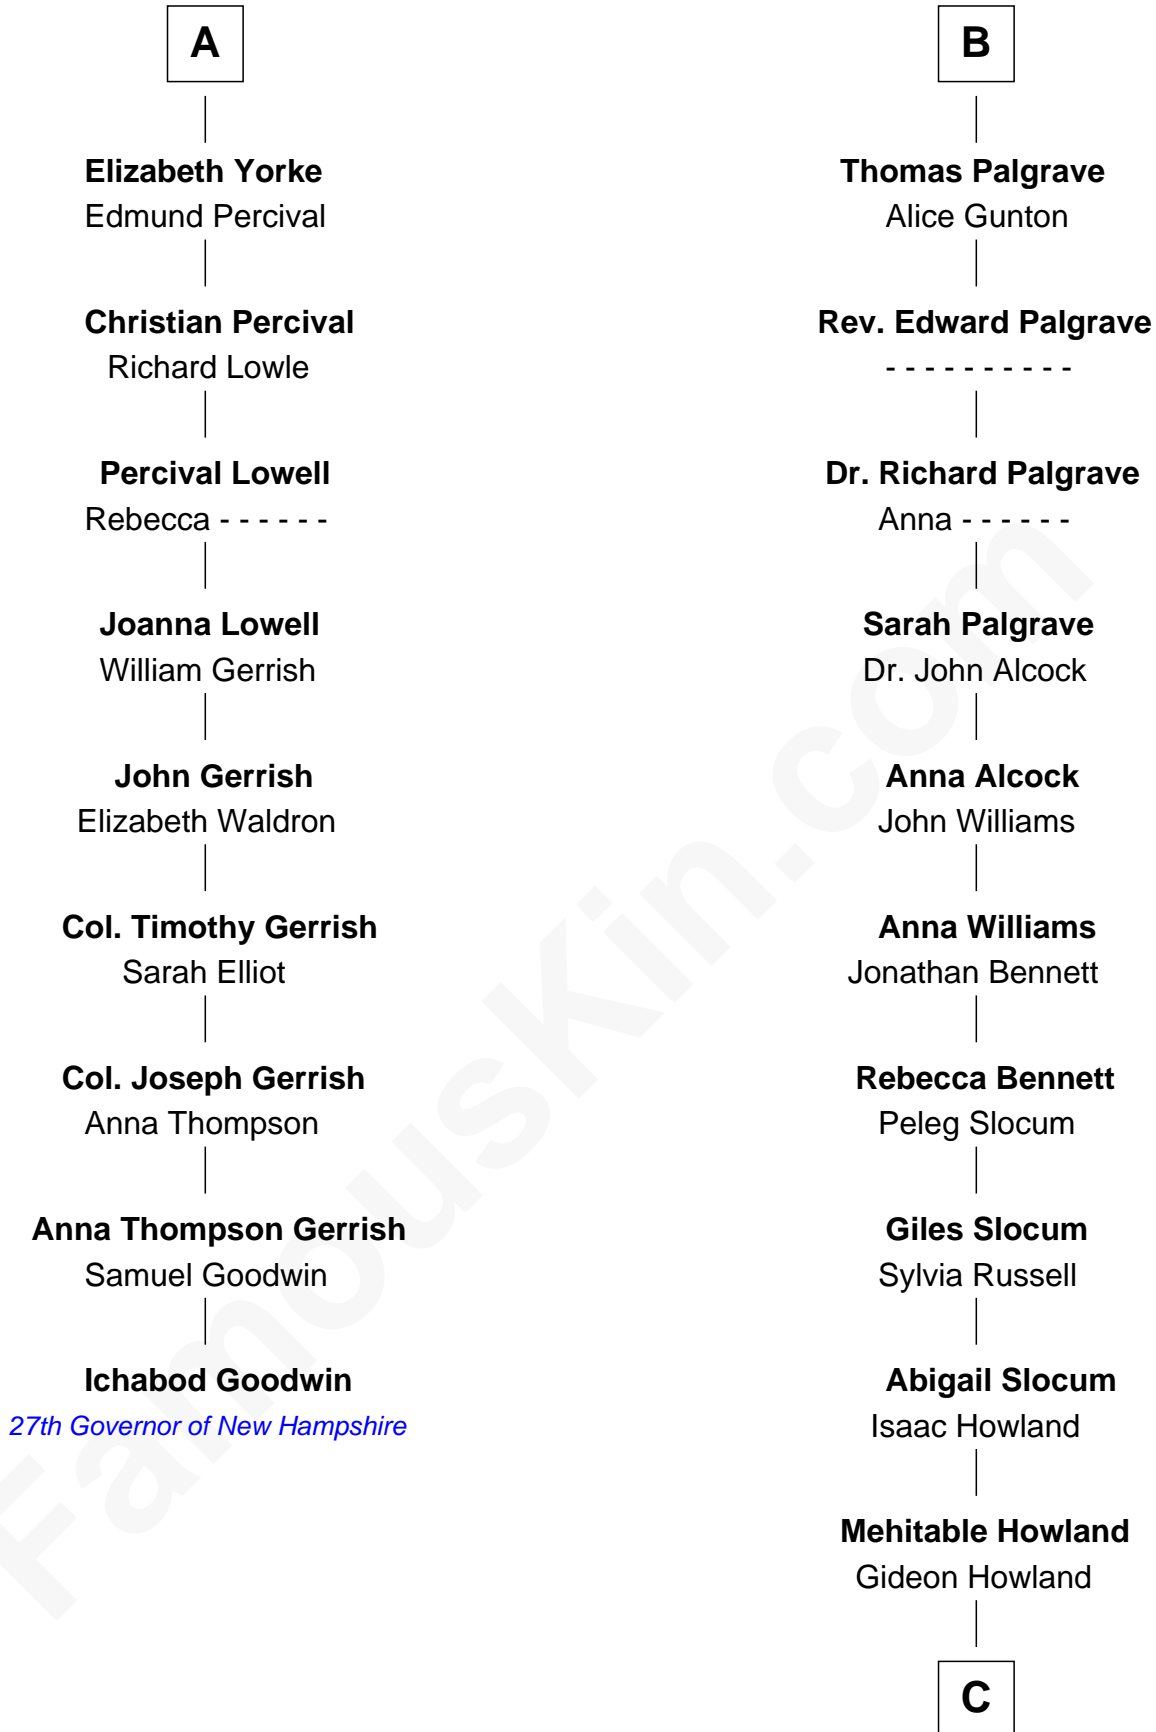 A
Elizabeth Yorke
Edmund Percival
Christian Percival
Richard Lowle
Percival Lowell
Rebecca - - - - - -
Joanna Lowell
William Gerrish
John Gerrish
Elizabeth Waldron
Col. Timothy Gerrish
Sarah Elliot
Col. Joseph Gerrish
Anna Thompson
Anna Thompson Gerrish
Samuel Goodwin
Ichabod Goodwin
27th Governor of New Hampshire
B
Thomas Palgrave
Alice Gunton
Rev. Edward Palgrave
- - - - - - - - - -
Dr. Richard Palgrave
Anna - - - - - -
Sarah Palgrave
Dr. John Alcock
Anna Alcock
John Williams
Anna Williams
Jonathan Bennett
Rebecca Bennett
Peleg Slocum
Giles Slocum
Sylvia Russell
Abigail Slocum
Isaac Howland
Mehitable Howland
Gideon Howland
C
FamousKin.com